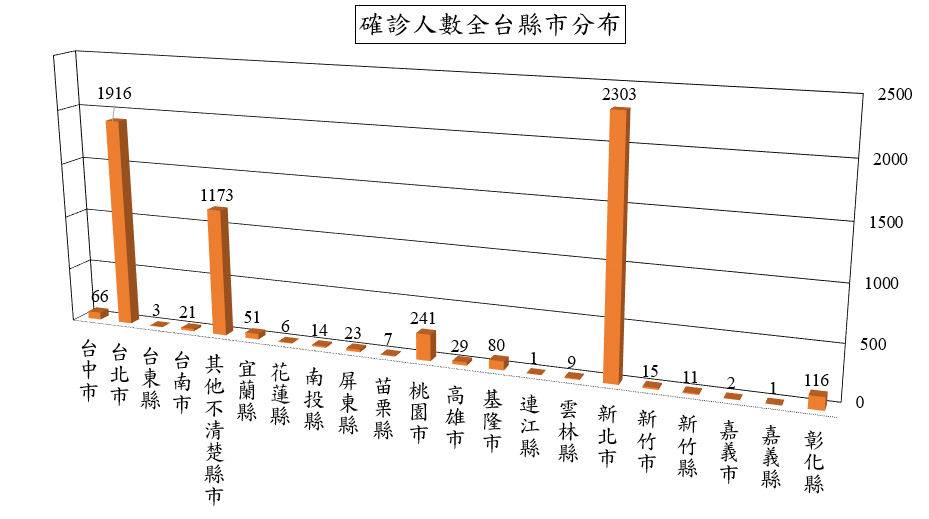 確診人數全台縣市分布
1916
2303
1173
66
3
21
51
6
14
23
7
241
29
80
1
9
15
11
2
1
116
2500
2000
1500
1000
500
0
台中市
台北市
台東縣
台南市
其他不清楚縣市
宜蘭縣
花蓮縣
南投縣
屏東縣
苗栗縣
桃園市
高雄市
基隆市
連江縣
雲林縣
新北市
新竹市
新竹縣
嘉義市
嘉義縣
彰化縣